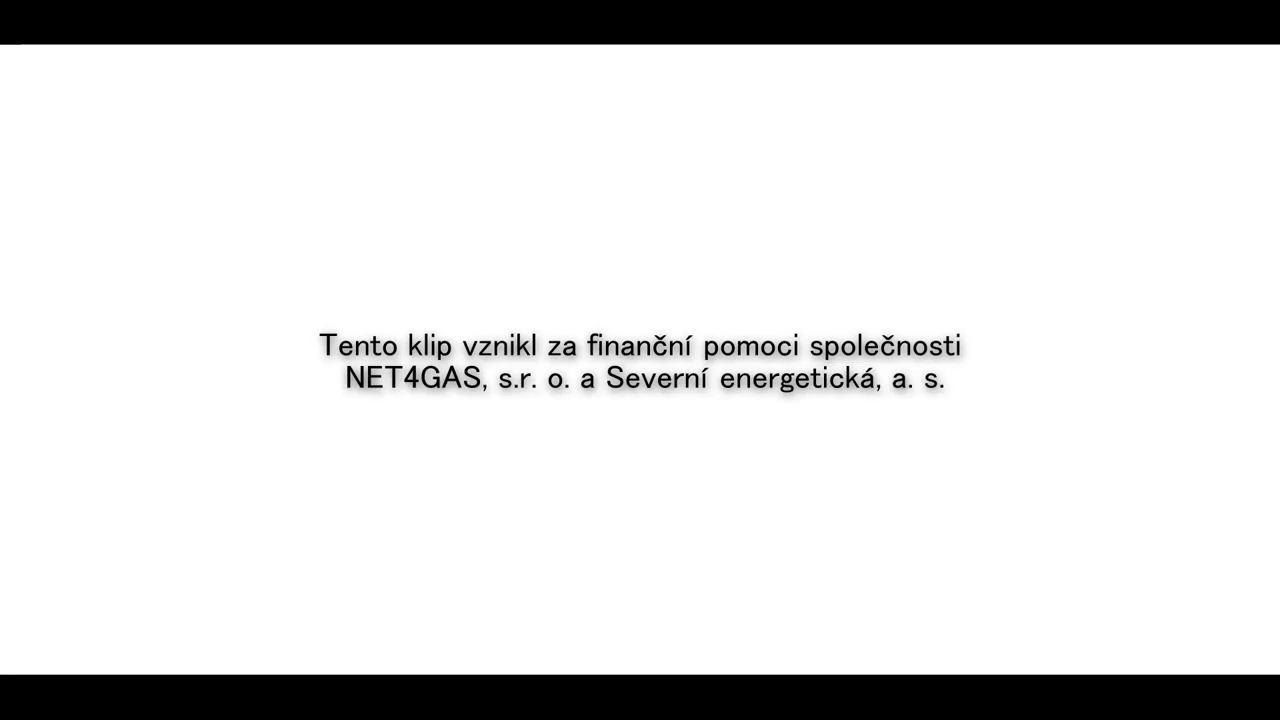 Tento klip vznikl za finanční pomoci společnosti
NET4GAS, s.r. o. a Severní energetická, a. s.